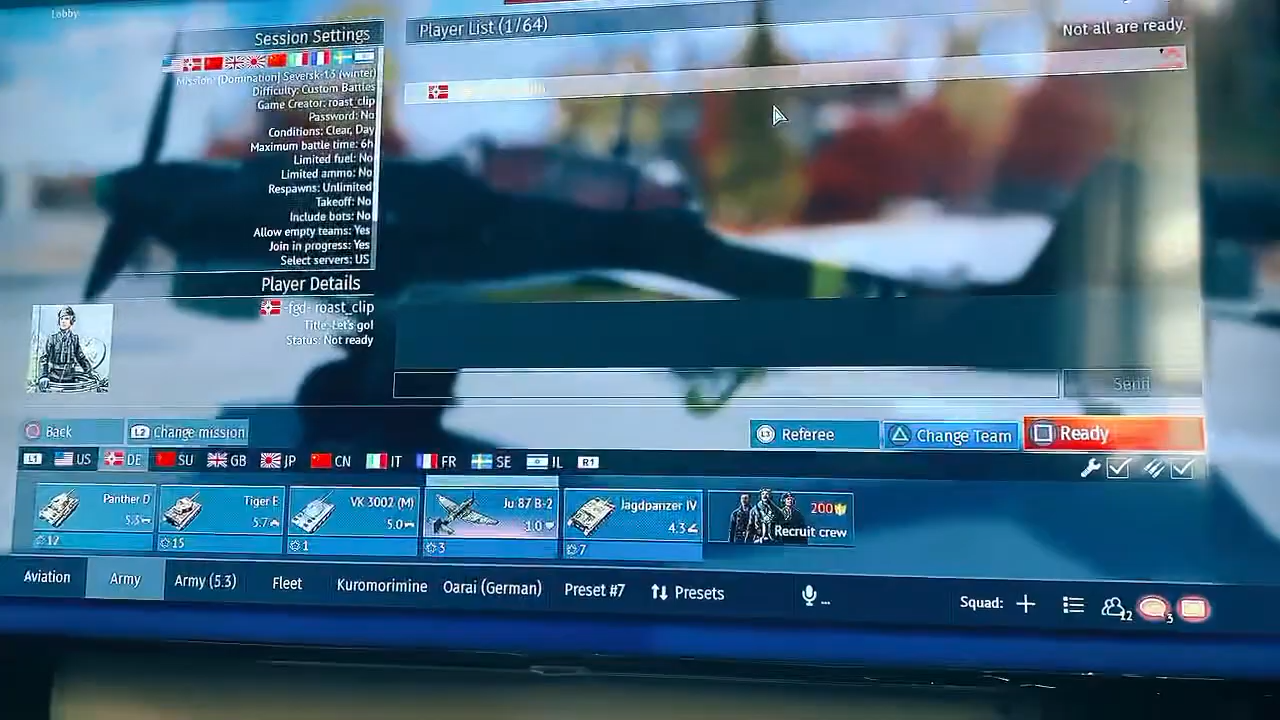 Lobby
Session Settings
Mission: [Domination] Seversk-13 (winter)
Difficulty: Custom Battles
Game Creator: roast_clip
Password: No
Conditions: Clear, Day
Maximum battle time: 6h
Limited fuel: No
Limited ammo: No
Respawns: Unlimited
Takeoff: No
Include bots: No
Allow empty teams: Yes
Join in progress: Yes
Select servers: US
Player Details
-fgd- roast_clip
Title: Let's go!
Status: Not ready
Player List (1/64)
Not all are ready.
Send
Back
L2 Change mission
Referee
Change Team
Ready
L1 US DE SU GB JP CN IT FR SE IL R1
Panther D 5.3 12
Tiger E 5.7 15
VK 3002 (M) 5.0 1
Ju 87 B-2 1.0 3
Jagdpanzer IV 4.3 7
200 Recruit crew
Aviation Army Army (5.3) Fleet Kuromorimine Oarai (German) Preset #7 Presets ...
Squad: + 12 3